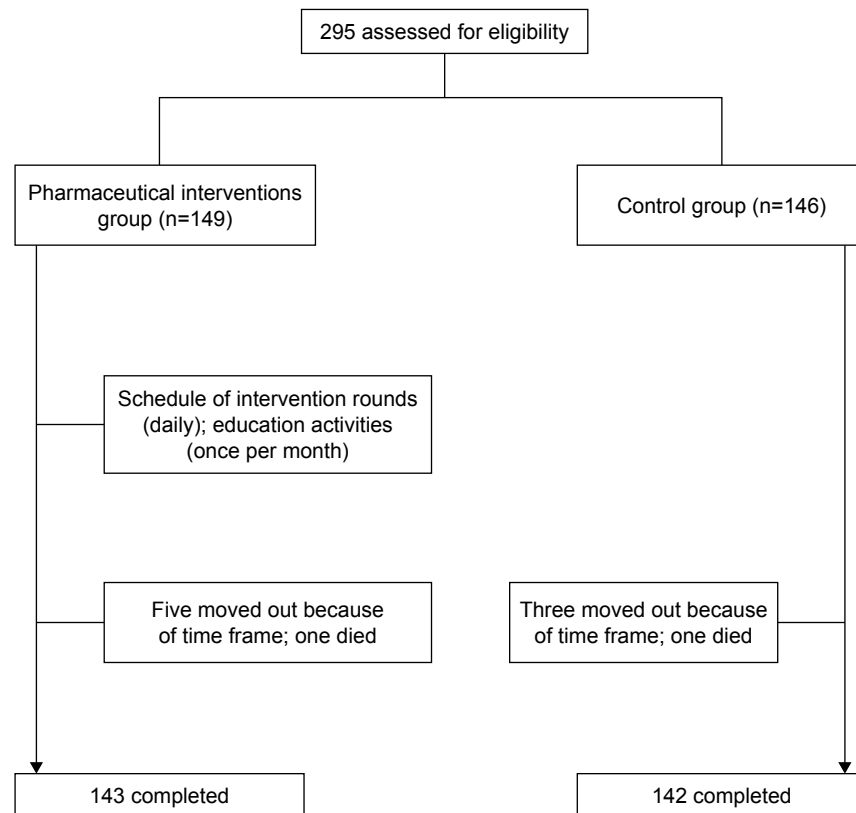 295 assessed for eligibility
Pharmaceutical interventions
group (n=149)
Control group (n=146)
Schedule of intervention rounds
(daily); education activities
(once per month)
Five moved out because
of time frame; one died
Three moved out because
of time frame; one died
143 completed
142 completed